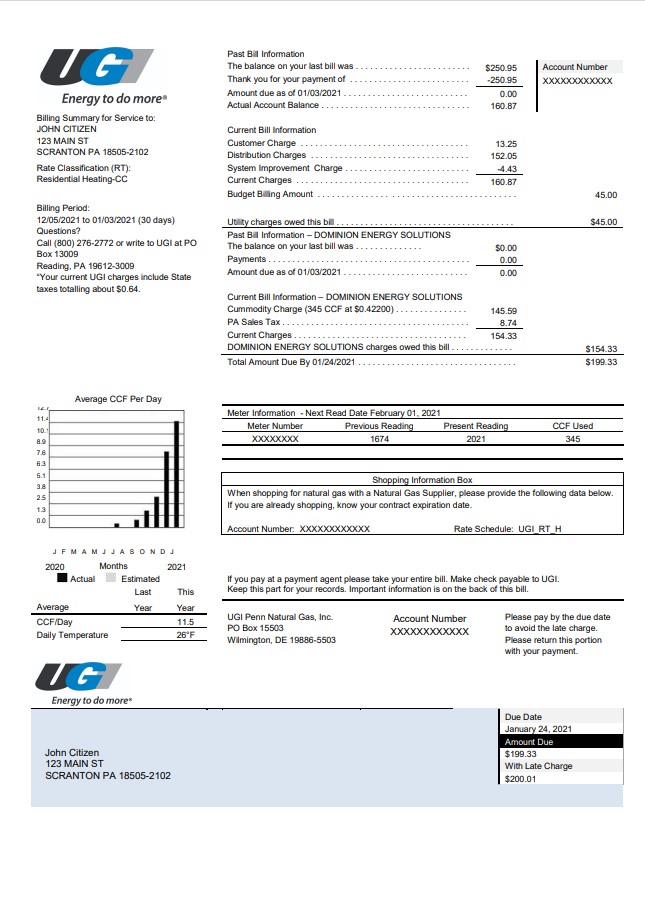 UGI
Energy to do more®
Billing Summary for Service to:
JOHN CITIZEN
123 MAIN ST
SCRANTON PA 18505-2102
Rate Classification (RT):
Residential Heating-CC
Billing Period:
12/05/2021 to 01/03/2021 (30 days)
Questions?
Call (800) 276-2772 or write to UGI at PO
Box 13009
Reading, PA 19612-3009
*Your current UGI charges include State
taxes totalling about $0.64.
Past Bill Information
The balance on your last bill was . . . . . . . . . . . . . . . . . . . . . . . $250.95
Thank you for your payment of . . . . . . . . . . . . . . . . . . . . . . . . -250.95
Amount due as of 01/03/2021 . . . . . . . . . . . . . . . . . . . . . . . . . 0.00
Actual Account Balance . . . . . . . . . . . . . . . . . . . . . . . . . . . . . . 160.87
Account Number
XXXXXXXXXXXX
Current Bill Information
Customer Charge . . . . . . . . . . . . . . . . . . . . . . . . . . . . . . . . . . 13.25
Distribution Charges . . . . . . . . . . . . . . . . . . . . . . . . . . . . . . . . 152.05
System Improvement Charge . . . . . . . . . . . . . . . . . . . . . . . . . -4.43
Current Charges . . . . . . . . . . . . . . . . . . . . . . . . . . . . . . . . . . . 160.87
Budget Billing Amount . . . . . . . . . . . . . . . . . . . . . . . . . . . . . . . . . . . . . . . . 45.00
Utility charges owed this bill . . . . . . . . . . . . . . . . . . . . . . . . . . . . . . . . . . . $45.00
Past Bill Information – DOMINION ENERGY SOLUTIONS
The balance on your last bill was . . . . . . . . . . . . . . $0.00
Payments . . . . . . . . . . . . . . . . . . . . . . . . . . . . . . . . . . . . . . . . . 0.00
Amount due as of 01/03/2021 . . . . . . . . . . . . . . . . . . . . . . . . . 0.00
Current Bill Information – DOMINION ENERGY SOLUTIONS
Cummodity Charge (345 CCF at $0.42200) . . . . . . . . . . . . . . 145.59
PA Sales Tax . . . . . . . . . . . . . . . . . . . . . . . . . . . . . . . . . . . . . . 8.74
Current Charges . . . . . . . . . . . . . . . . . . . . . . . . . . . . . . . . . . . 154.33
DOMINION ENERGY SOLUTIONS charges owed this bill . . . . . . . . . . . . . $154.33
Total Amount Due By 01/24/2021 . . . . . . . . . . . . . . . . . . . . . . . . . . . . . . . . $199.33
Average CCF Per Day
11.4
10.1
8.9
7.6
6.3
5.1
3.8
2.5
1.3
0.0
J F M A M J J A S O N D J
2020 Months 2021
Actual Estimated
Last This
Average Year Year
CCF/Day 11.5
Daily Temperature 26°F
Meter Information - Next Read Date February 01, 2021
Meter Number Previous Reading Present Reading CCF Used
XXXXXXXX 1674 2021 345
Shopping Information Box
When shopping for natural gas with a Natural Gas Supplier, please provide the following data below.
If you are already shopping, know your contract expiration date.
Account Number: XXXXXXXXXXXX Rate Schedule: UGI_RT_H
If you pay at a payment agent please take your entire bill. Make check payable to UGI.
Keep this part for your records. Important information is on the back of this bill.
UGI Penn Natural Gas, Inc.
PO Box 15503
Wilmington, DE 19886-5503
Account Number
XXXXXXXXXXXX
Please pay by the due date
to avoid the late charge.
Please return this portion
with your payment.
UGI
Energy to do more®
John Citizen
123 MAIN ST
SCRANTON PA 18505-2102
Due Date
January 24, 2021
Amount Due
$199.33
With Late Charge
$200.01